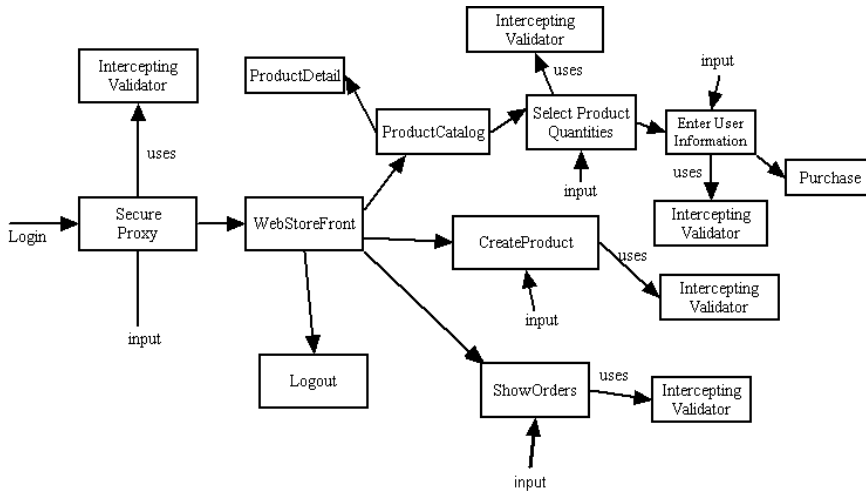 Intercepting
Validator
input
Intercepting
Validator
ProductDetail
uses
Select Product
Quantities
Enter User
Information
ProductCatalog
uses
uses
Purchase
input
Login
Secure
Proxy
WebStoreFront
Intercepting
Validator
CreateProduct
uses
Intercepting
Validator
input
input
Logout
ShowOrders
uses
Intercepting
Validator
input